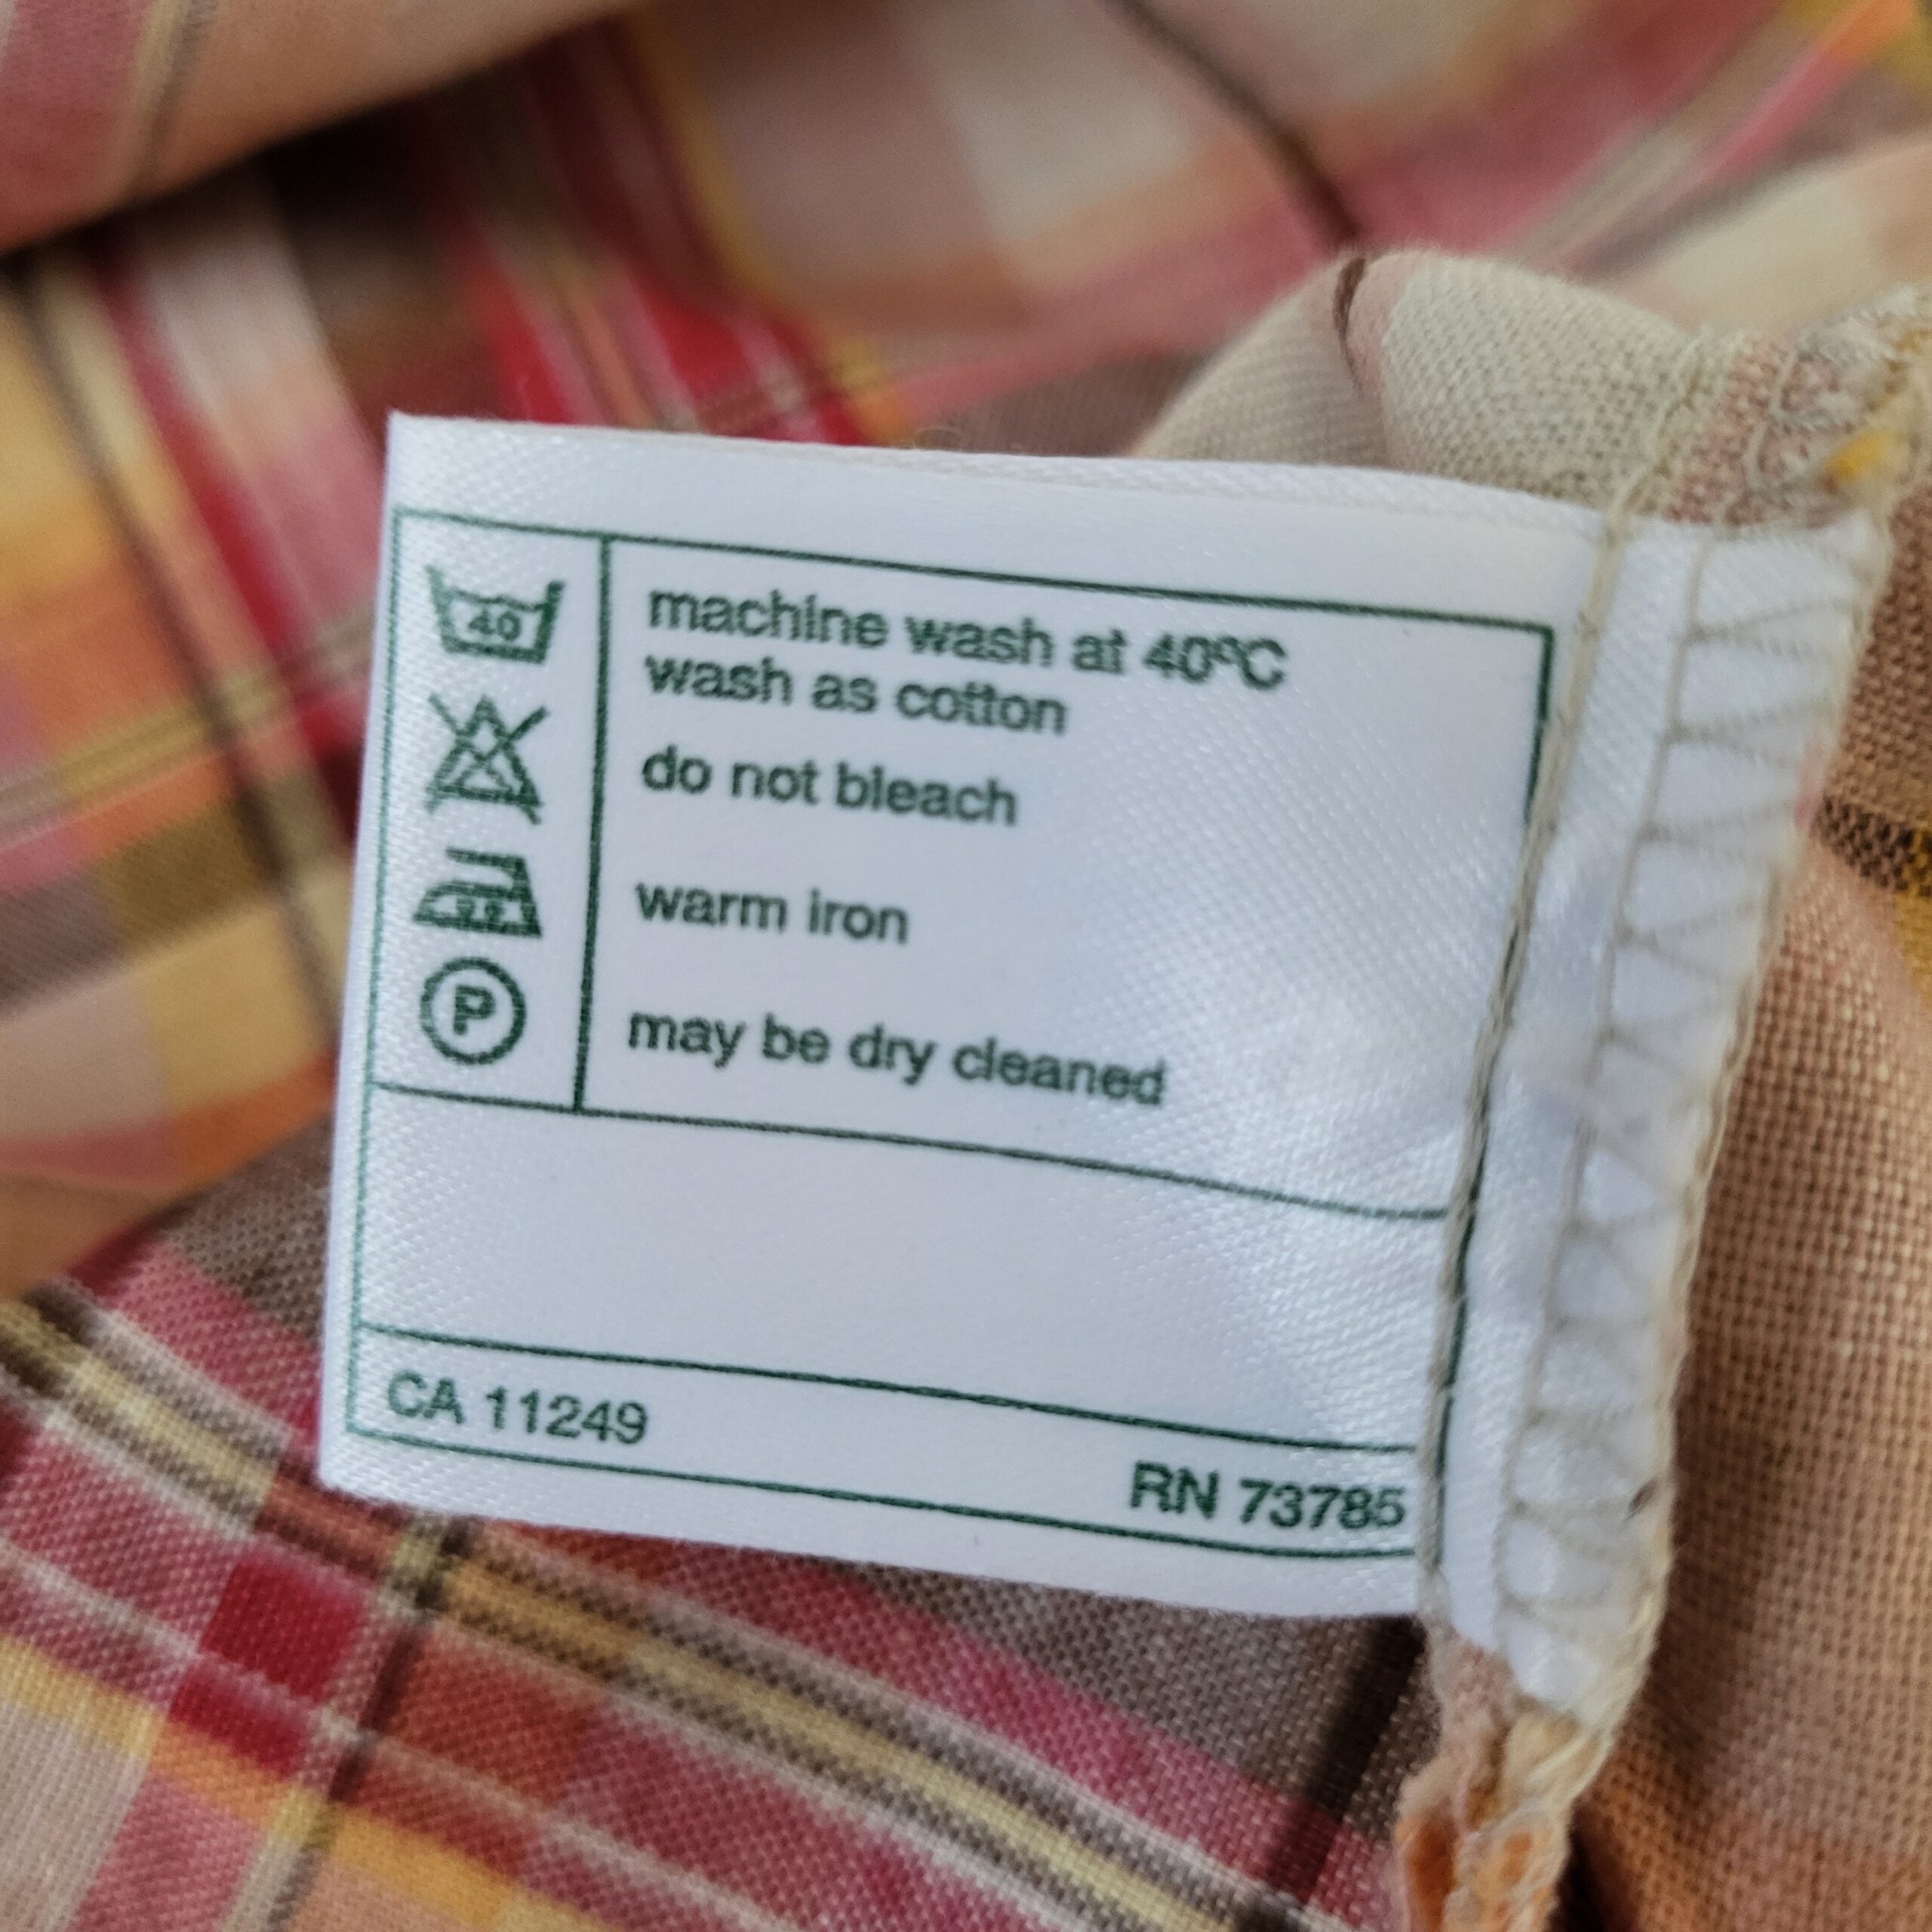 40
machine wash at 40ºC
wash as cotton
do not bleach
warm iron
P
may be dry cleaned
CA 11249
RN 73785